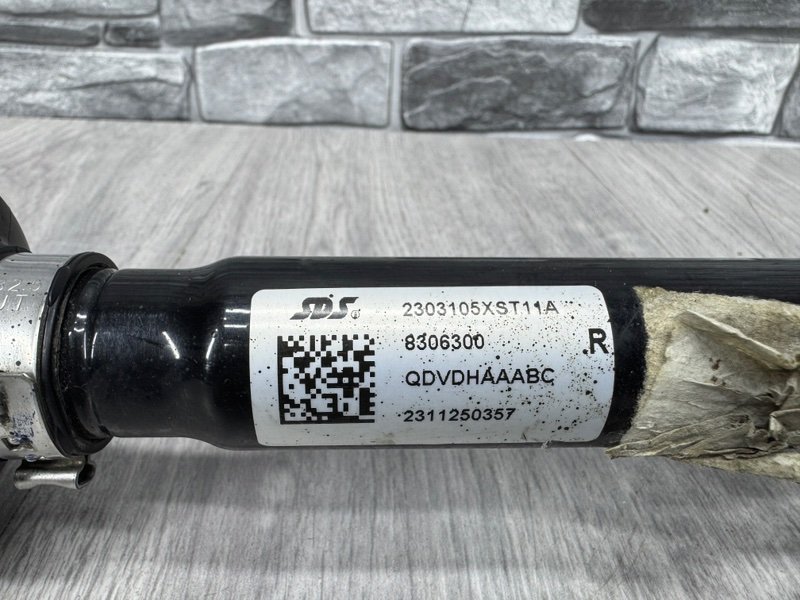 SDS
2303105XST11A
8306300
R
QDVDHAAABC
2311250357